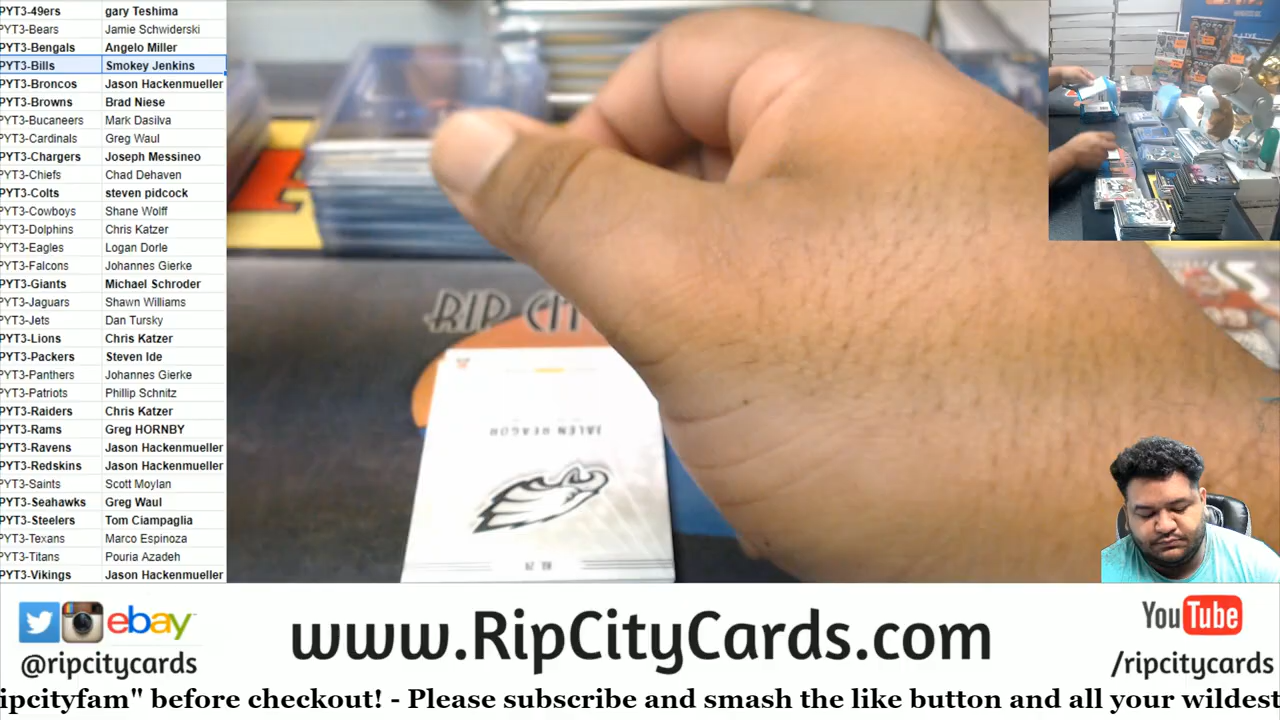 PYT3-49ers gary Teshima
PYT3-Bears Jamie Schwiderski
PYT3-Bengals Angelo Miller
PYT3-Bills Smokey Jenkins
PYT3-Broncos Jason Hackenmueller
PYT3-Browns Brad Niese
PYT3-Bucaneers Mark Dasilva
PYT3-Cardinals Greg Waul
PYT3-Chargers Joseph Messineo
PYT3-Chiefs Chad Dehaven
PYT3-Colts steven pidcock
PYT3-Cowboys Shane Wolff
PYT3-Dolphins Chris Katzer
PYT3-Eagles Logan Dorle
PYT3-Falcons Johannes Gierke
PYT3-Giants Michael Schroder
PYT3-Jaguars Shawn Williams
PYT3-Jets Dan Tursky
PYT3-Lions Chris Katzer
PYT3-Packers Steven Ide
PYT3-Panthers Johannes Gierke
PYT3-Patriots Phillip Schnitz
PYT3-Raiders Chris Katzer
PYT3-Rams Greg HORNBY
PYT3-Ravens Jason Hackenmueller
PYT3-Redskins Jason Hackenmueller
PYT3-Saints Scott Moylan
PYT3-Seahawks Greg Waul
PYT3-Steelers Tom Ciampaglia
PYT3-Texans Marco Espinoza
PYT3-Titans Pouria Azadeh
PYT3-Vikings Jason Hackenmueller
RIP CIT
JALEN REAGOR
ebay
@ripcitycards
www.RipCityCards.com
YouTube
/ripcitycards
ipcityfam" before checkout! - Please subscribe and smash the like button and all your wildest